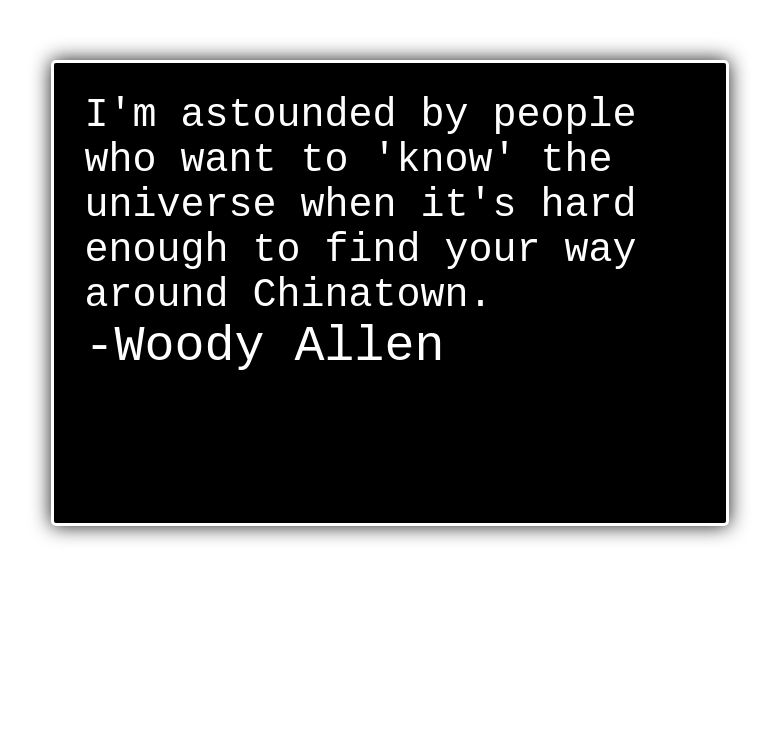 I'm astounded by people
who want to 'know' the
universe when it's hard
enough to find your way
around Chinatown.
-Woody Allen